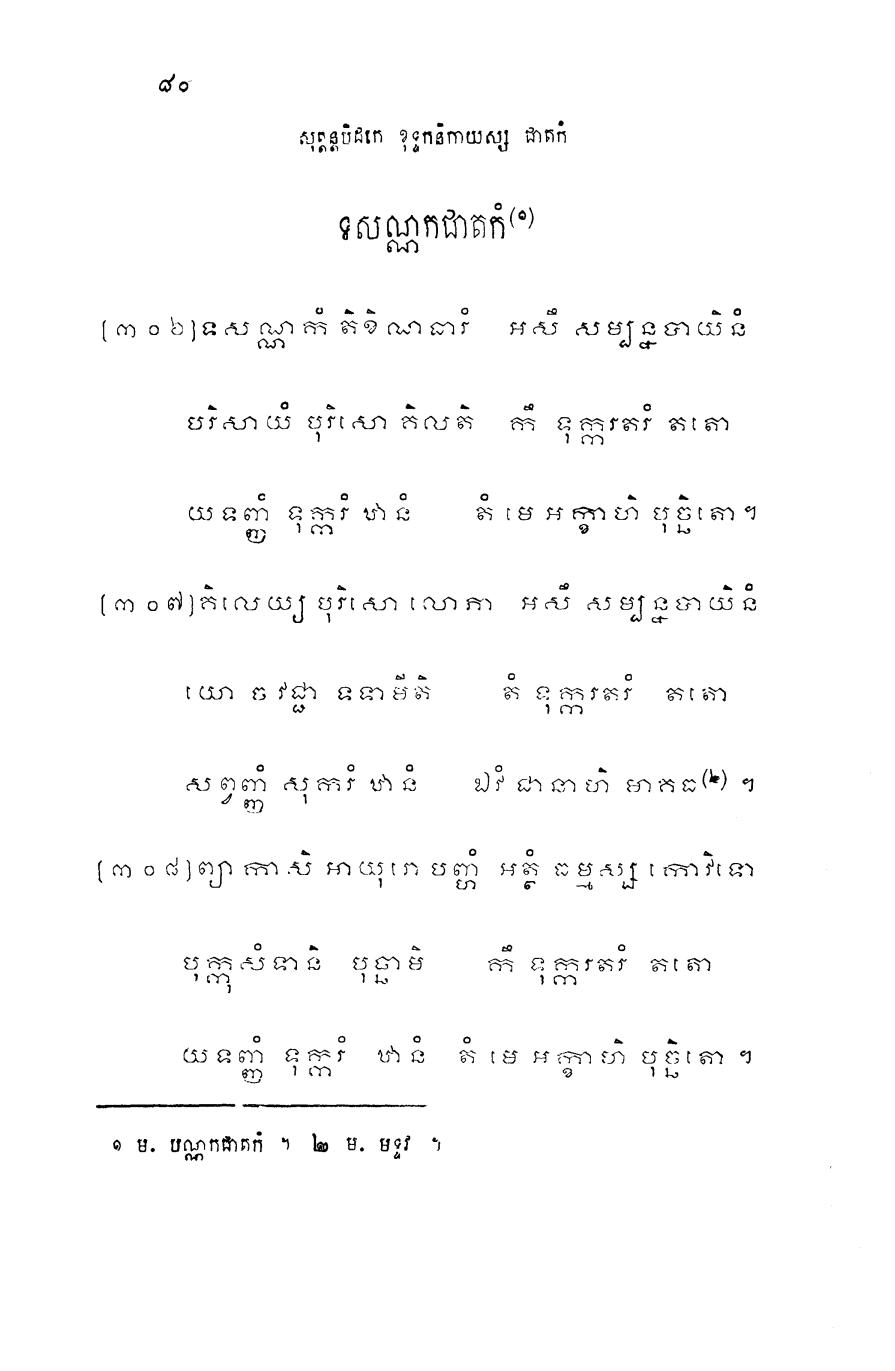 ៨០
សុត្តន្តបិដកេ ខុទ្ទកនិកាយស្ស ជាតកំ
ទសណ្ណកជាតកំ(១)
[៣០៦] ទសណ្ណកំ តិខិណធារំ អសឹ សម្បន្នបាយិនំ
បរិសាយំ បុរិសោ គិលតិ កឹ ទុក្ករតរំ តតោ
យទញ្ញំ ទុក្ករំ ឋានំ តំ មេ អក្ខាហិ បុច្ឆិតោ។
[៣០៧] គិលេយ្យ បុរិសោ លោភា អសឹ សម្បន្នបាយិនំ
យោ ច វជ្ជា ទទាមីតិ តំ ទុក្ករតរំ តតោ
សព្វញ្ញំ សុករំ ឋានំ ឯវំ ជានាហិ មាគធ(២) ។
[៣០៨] ព្យាកាសិ អាយុរោ បញ្ហំ អត្ថំ ធម្មស្ស កោវិទោ
បុក្កុសំទានិ បុច្ឆាមិ កឹ ទុក្ករតរំ តតោ
យទញ្ញំ ទុក្ករំ ឋានំ តំ មេ អក្ខាហិ បុច្ឆិតោ។
១ ម. បណ្ណកជាតកំ ។ ២ ម. មទ្ទវ ។